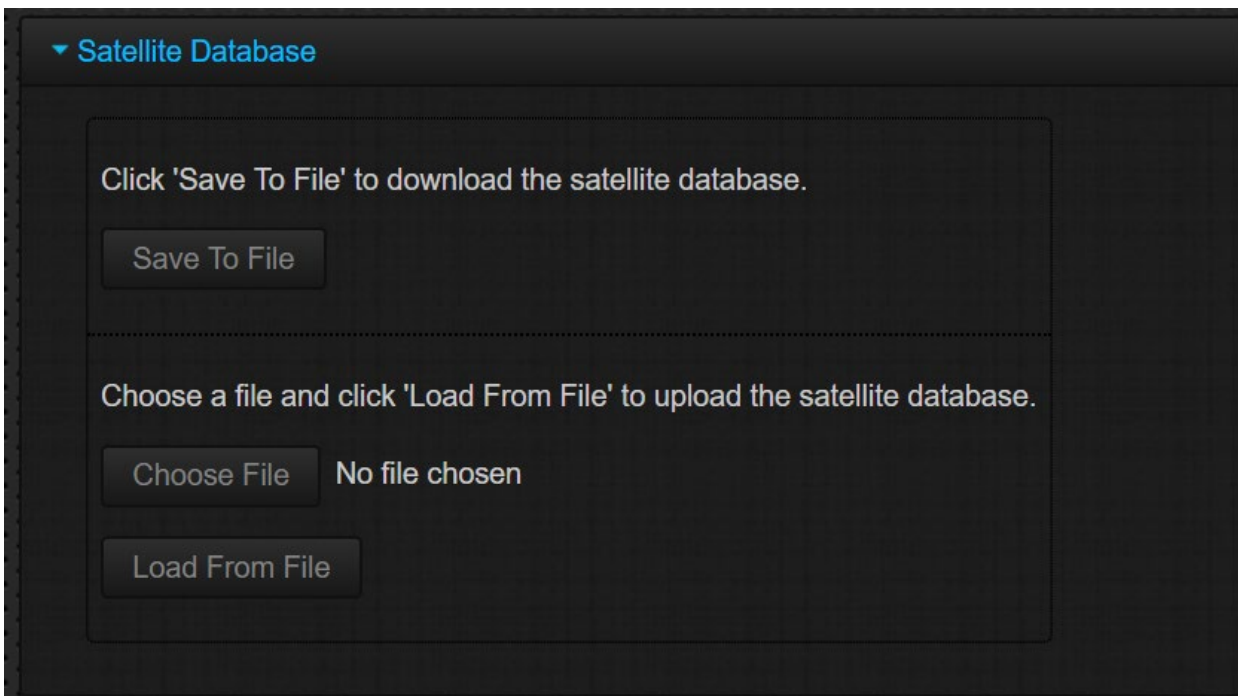 Satellite Database
Click 'Save To File' to download the satellite database.
Save To File
Choose a file and click 'Load From File' to upload the satellite database.
Choose File No file chosen
Load From File